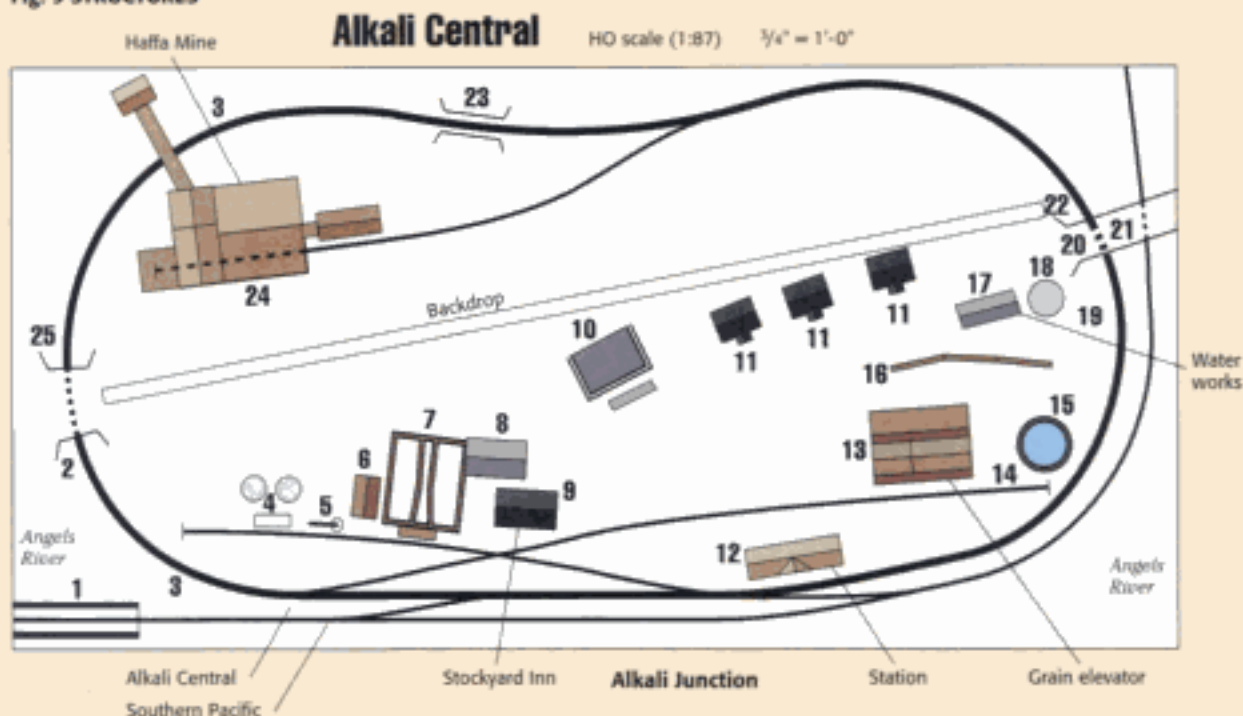 Fig. 9 STRUCTURES
Alkali Central
HO scale (1:87) 3/4" = 1'-0"
Haffa Mine
3
23
22
21
20
18
17
19
24
Backdrop
10
11
11
11
25
16
Water
works
15
7
8
13
2
6
14
4
5
9
Angels
River
12
Angels
River
1
3
Alkali Central
Southern Pacific
Stockyard Inn
Alkali Junction
Station
Grain elevator